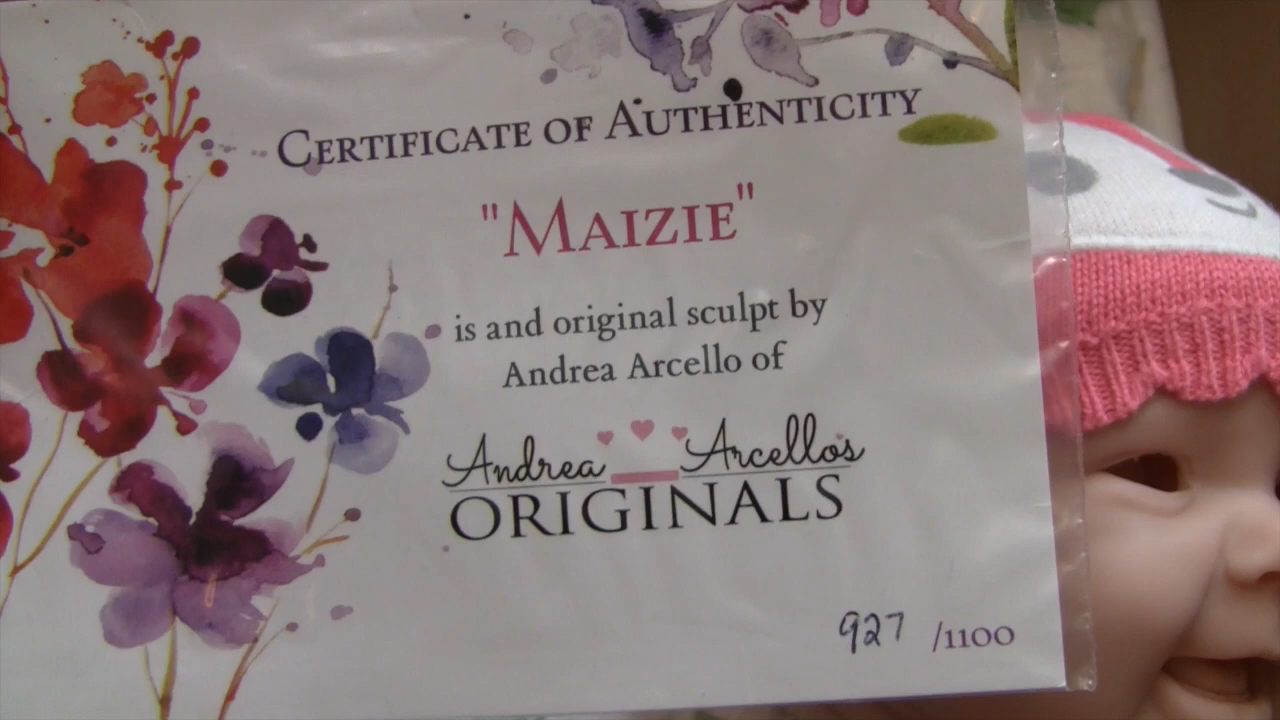 CERTIFICATE OF AUTHENTICITY
"MAIZIE"
is and original sculpt by
Andrea Arcello of
Andrea Arcello's
ORIGINALS
927 /1100